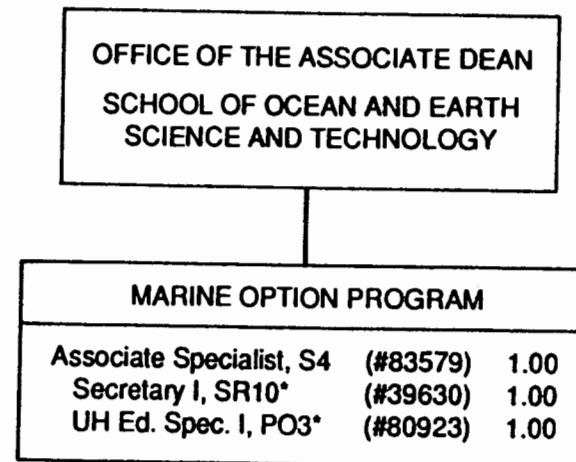 OFFICE OF THE ASSOCIATE DEAN
SCHOOL OF OCEAN AND EARTH
SCIENCE AND TECHNOLOGY
MARINE OPTION PROGRAM
Associate Specialist, S4 (#83579) 1.00
Secretary I, SR10* (#39630) 1.00
UH Ed. Spec. I, PO3* (#80923) 1.00